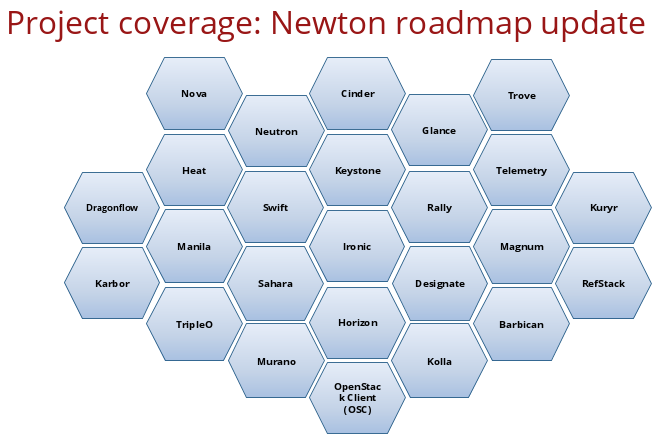 Project coverage: Newton roadmap update
Nova
Cinder
Trove
Neutron
Glance
Heat
Keystone
Telemetry
Dragonflow
Swift
Rally
Kuryr
Manila
Ironic
Magnum
Karbor
Sahara
Designate
RefStack
TripleO
Horizon
Barbican
Murano
Kolla
OpenStac
k Client
(OSC)